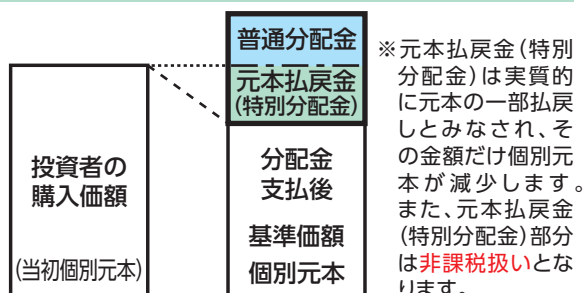 投資者の
購入価額
(当初個別元本)
普通分配金
元本払戻金
(特別分配金)
分配金
支払後
基準価額
個別元本
※元本払戻金(特別
分配金)は実質的
に元本の一部払戻
しとみなされ、そ
の金額だけ個別元
本が減少します。
また、元本払戻金
(特別分配金)部分
は非課税扱いとな
ります。